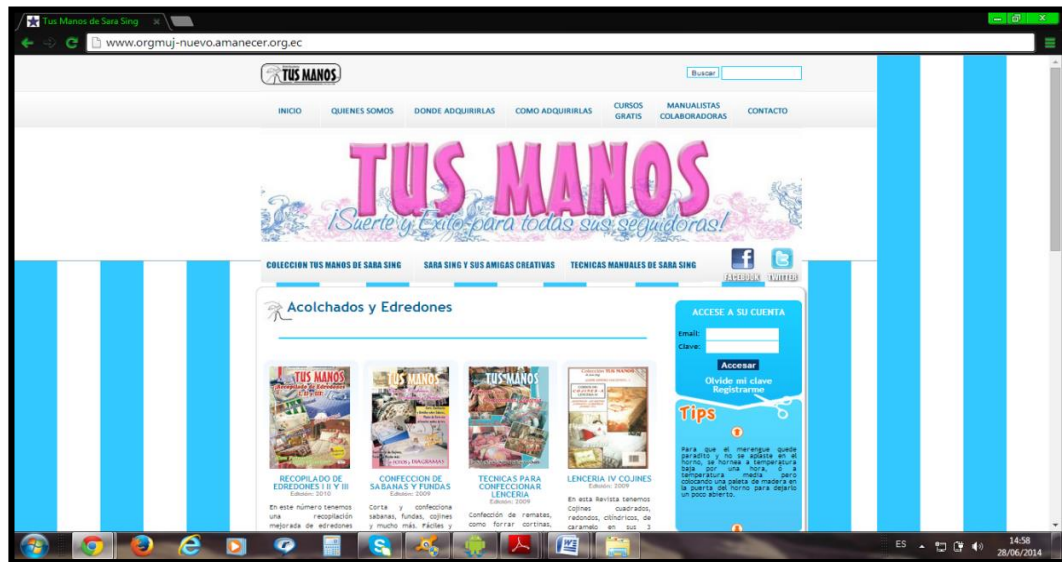 Tus Manos de Sara Sing
www.orgmuj-nuevo.amanecer.org.ec
TUS MANOS
Buscar
INICIO
QUIENES SOMOS
DONDE ADQUIRIRLAS
COMO ADQUIRIRLAS
CURSOS
GRATIS
MANUALISTAS
COLABORADORAS
CONTACTO
TUS MANOS
¡Suerte y Exito para todas sus seguidoras!
COLECCION TUS MANOS DE SARA SING
SARA SING Y SUS AMIGAS CREATIVAS
TECNICAS MANUALES DE SARA SING
FACEBOOK
TWITTER
Acolchados y Edredones
TUS MANOS
TUS MANOS
TUS MANOS
RECOPILADO DE
EDREDONES I II Y III
Edición: 2010
En este número tenemos
una recopilación
mejorada de edredones
CONFECCION DE
SABANAS Y FUNDAS
Edición: 2009
Corta y confecciona
sabanas, fundas, cojines
y mucho más. Fáciles y
TECNICAS PARA
CONFECCIONAR
LENCERIA
Edición: 2009
Confección de remates,
como forrar cortinas,
LENCERIA IV COJINES
Edición: 2009
En esta Revista tenemos
Cojines cuadrados,
redondos, cilíndricos, de
caramelo en sus 3
ACCESE A SU CUENTA
Email:
Clave:
Accesar
Olvide mi clave
Registrarme
Tips
Para que el merengue quede
paradito y no se aplaste en el
horno, se hornea a temperatura
baja por una hora, ó a
temperatura media pero
colocando una paleta de madera en
la puerta del horno para dejarlo
un poco abierto.
ES
14:58
28/06/2014